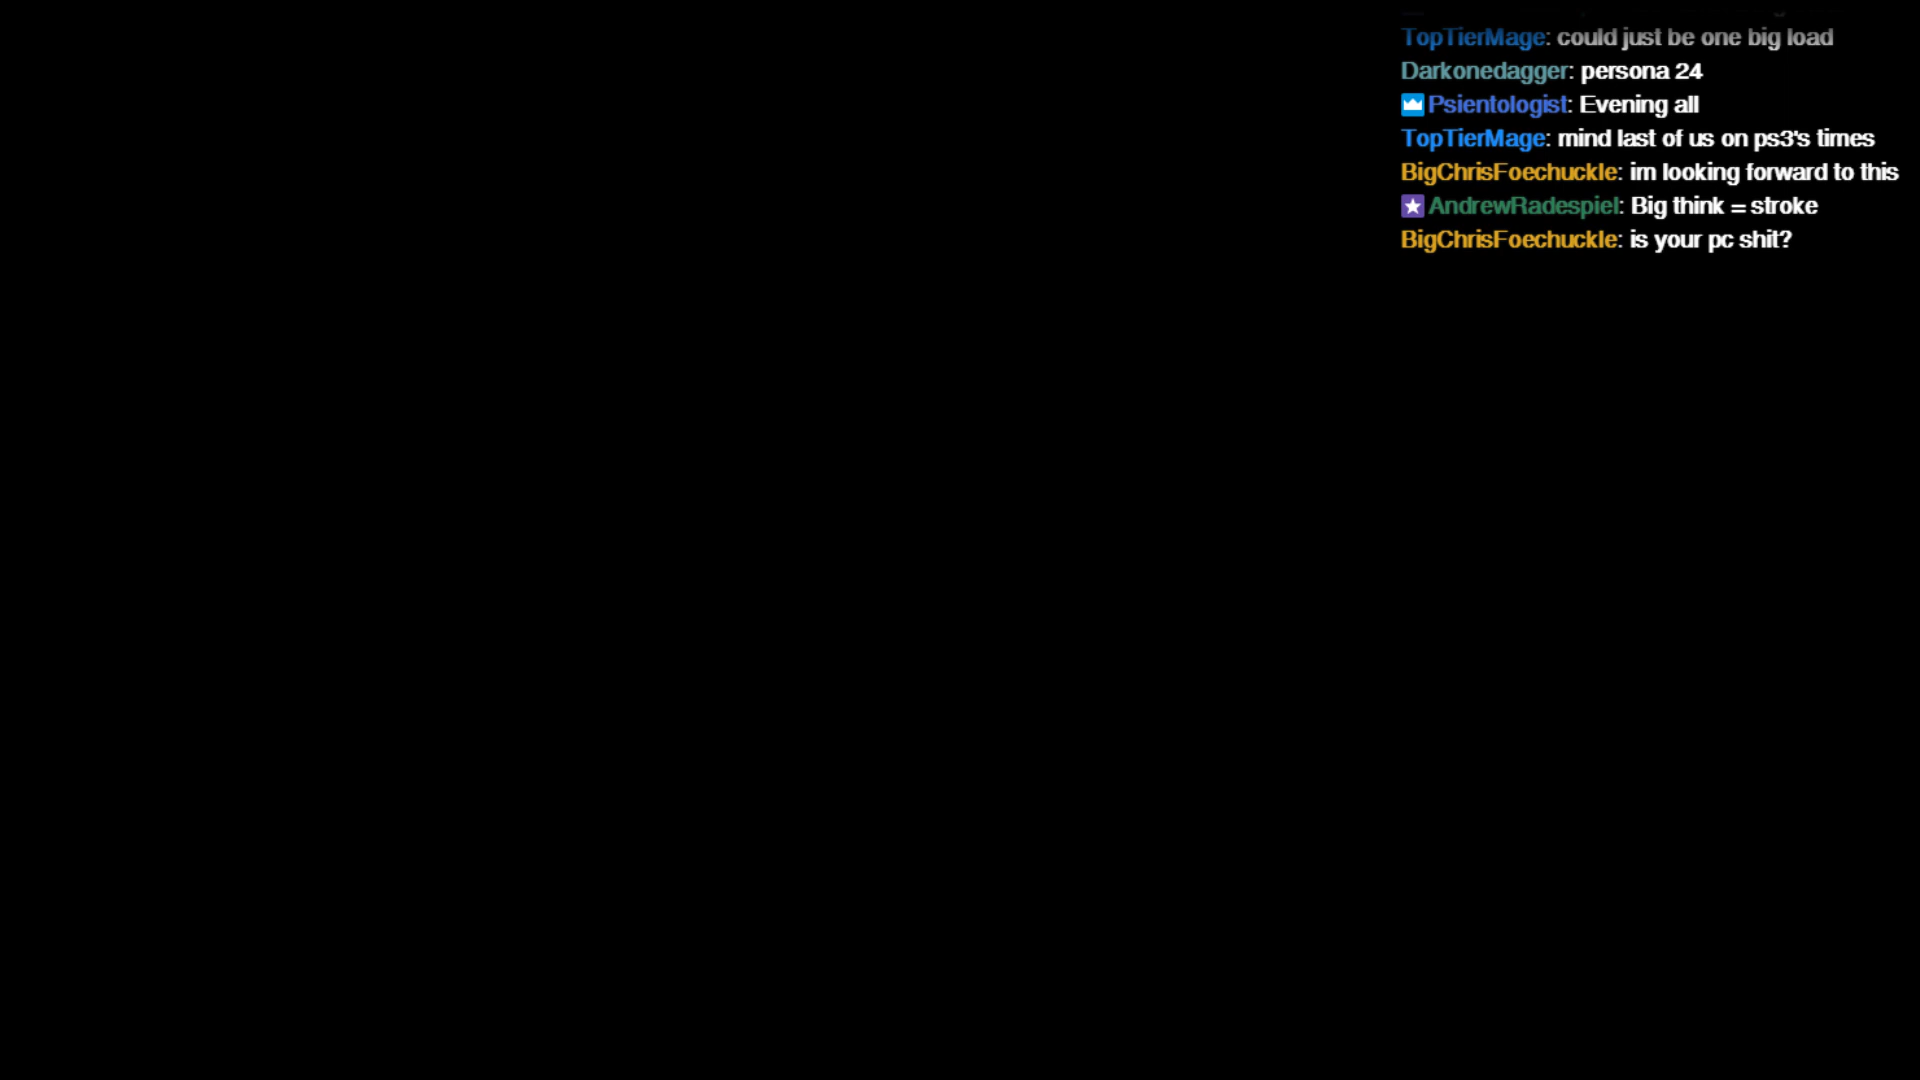 TopTierMage: could just be one big load
Darkonedagger: persona 24
Psientologist: Evening all
TopTierMage: mind last of us on ps3's times
BigChrisFoechuckle: im looking forward to this
AndrewRadespiel: Big think = stroke
BigChrisFoechuckle: is your pc shit?